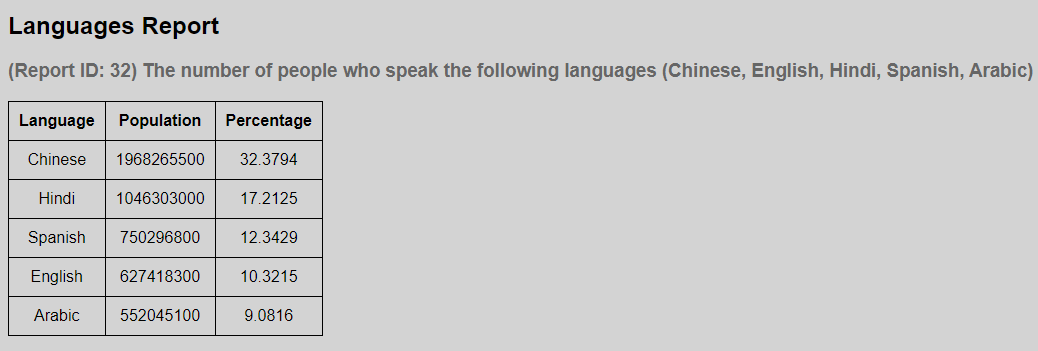 Languages Report
(Report ID: 32) The number of people who speak the following languages (Chinese, English, Hindi, Spanish, Arabic)
Language Population Percentage
Chinese 1968265500 32.3794
Hindi 1046303000 17.2125
Spanish 750296800 12.3429
English 627418300 10.3215
Arabic 552045100 9.0816